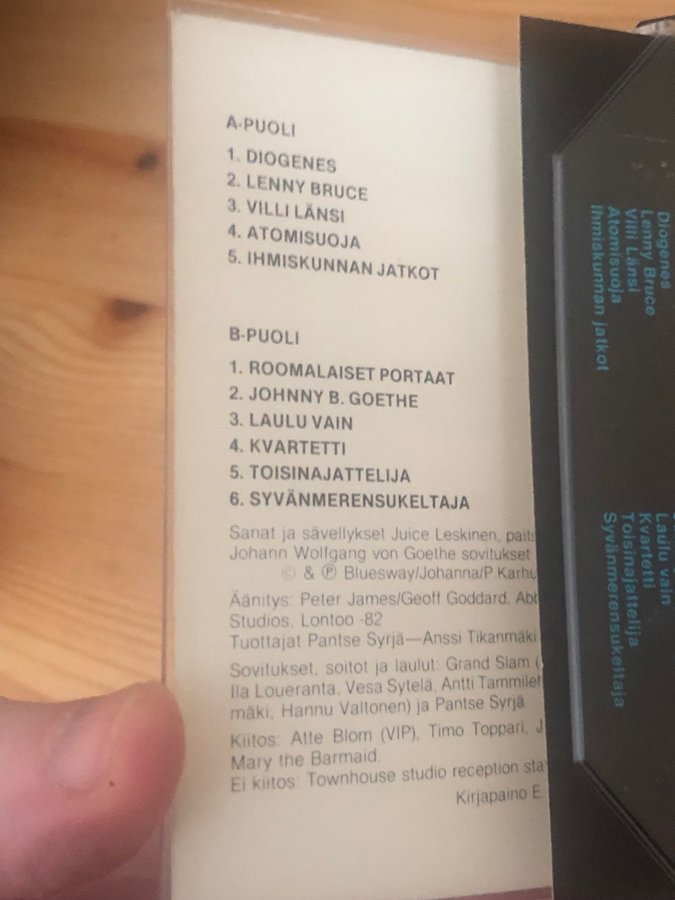 A-PUOLI
1. DIOGENES
2. LENNY BRUCE
3. VILLI LÄNSI
4. ATOMISUOJA
5. IHMISKUNNAN JATKOT
B-PUOLI
1. ROOMALAISET PORTAAT
2. JOHNNY B. GOETHE
3. LAULU VAIN
4. KVARTETTI
5. TOISINAJATTELIJA
6. SYVÄNMERENSUKELTAJA
Sanat ja sävellykset Juice Leskinen, paits
Johann Wolfgang von Goethe sovitukset
© & ℗ Bluesway/Johanna/P.Karhu
Äänitys: Peter James/Geoff Goddard, Abb
Studios, Lontoo -82
Tuottajat Pantse Syrjä—Anssi Tikanmäki
Sovitukset, soitot ja laulut: Grand Slam (
Ila Loueranta, Vesa Sytelä, Antti Tammilet
mäki, Hannu Valtonen) ja Pantse Syrjä
Kiitos: Atte Blom (VIP), Timo Toppari, J
Mary the Barmaid.
Ei kiitos: Townhouse studio reception sta
Kirjapaino E.
Diogenes
Lenny Bruce
Villi Länsi
Atomisuoja
Ihmiskunnan jatkot
Laulu vain
Kvartetti
Toisinajattelija
Syvänmerensukeltaja